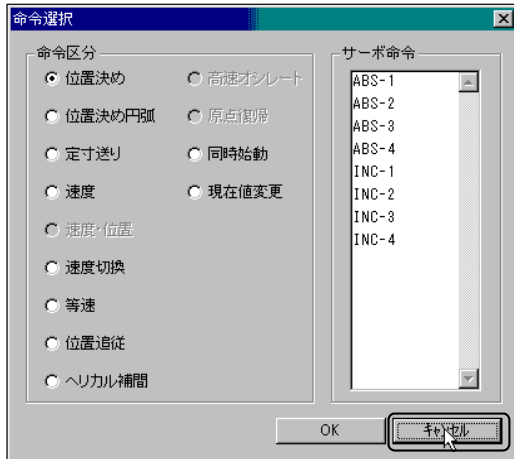 命令選択
命令区分
位置決め
位置決め円弧
定寸送り
速度
速度・位置
速度切換
等速
位置追従
ヘリカル補間
高速オシレート
原点復帰
同時始動
現在値変更
サーボ命令
ABS-1
ABS-2
ABS-3
ABS-4
INC-1
INC-2
INC-3
INC-4
OK
キャンセル